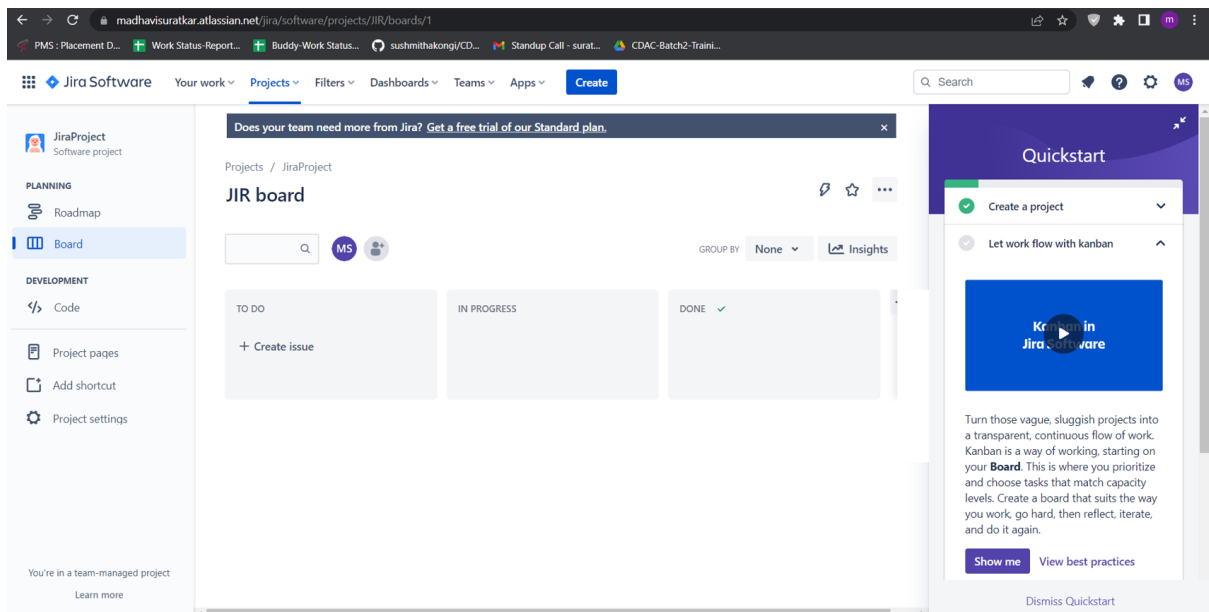 madhavisuratkar.atlassian.net/jira/software/projects/JIR/boards/1
m
PMS : Placement D...
Work Status-Report...
Buddy-Work Status...
sushmithakongi/CD...
Standup Call - surat...
CDAC-Batch2-Traini...
Jira Software
Your work
Projects
Filters
Dashboards
Teams
Apps
Create
Search
MS
JiraProject
Software project
PLANNING
Roadmap
Board
DEVELOPMENT
Code
Project pages
Add shortcut
Project settings
You're in a team-managed project
Learn more
Does your team need more from Jira? Get a free trial of our Standard plan.
Projects / JiraProject
JIR board
MS
GROUP BY
None
Insights
TO DO
+ Create issue
IN PROGRESS
DONE
Quickstart
Create a project
Let work flow with kanban
Kanban in
Jira Software
Turn those vague, sluggish projects into
a transparent, continuous flow of work.
Kanban is a way of working, starting on
your Board. This is where you prioritize
and choose tasks that match capacity
levels. Create a board that suits the way
you work, go hard, then reflect, iterate,
and do it again.
Show me
View best practices
Dismiss Quickstart